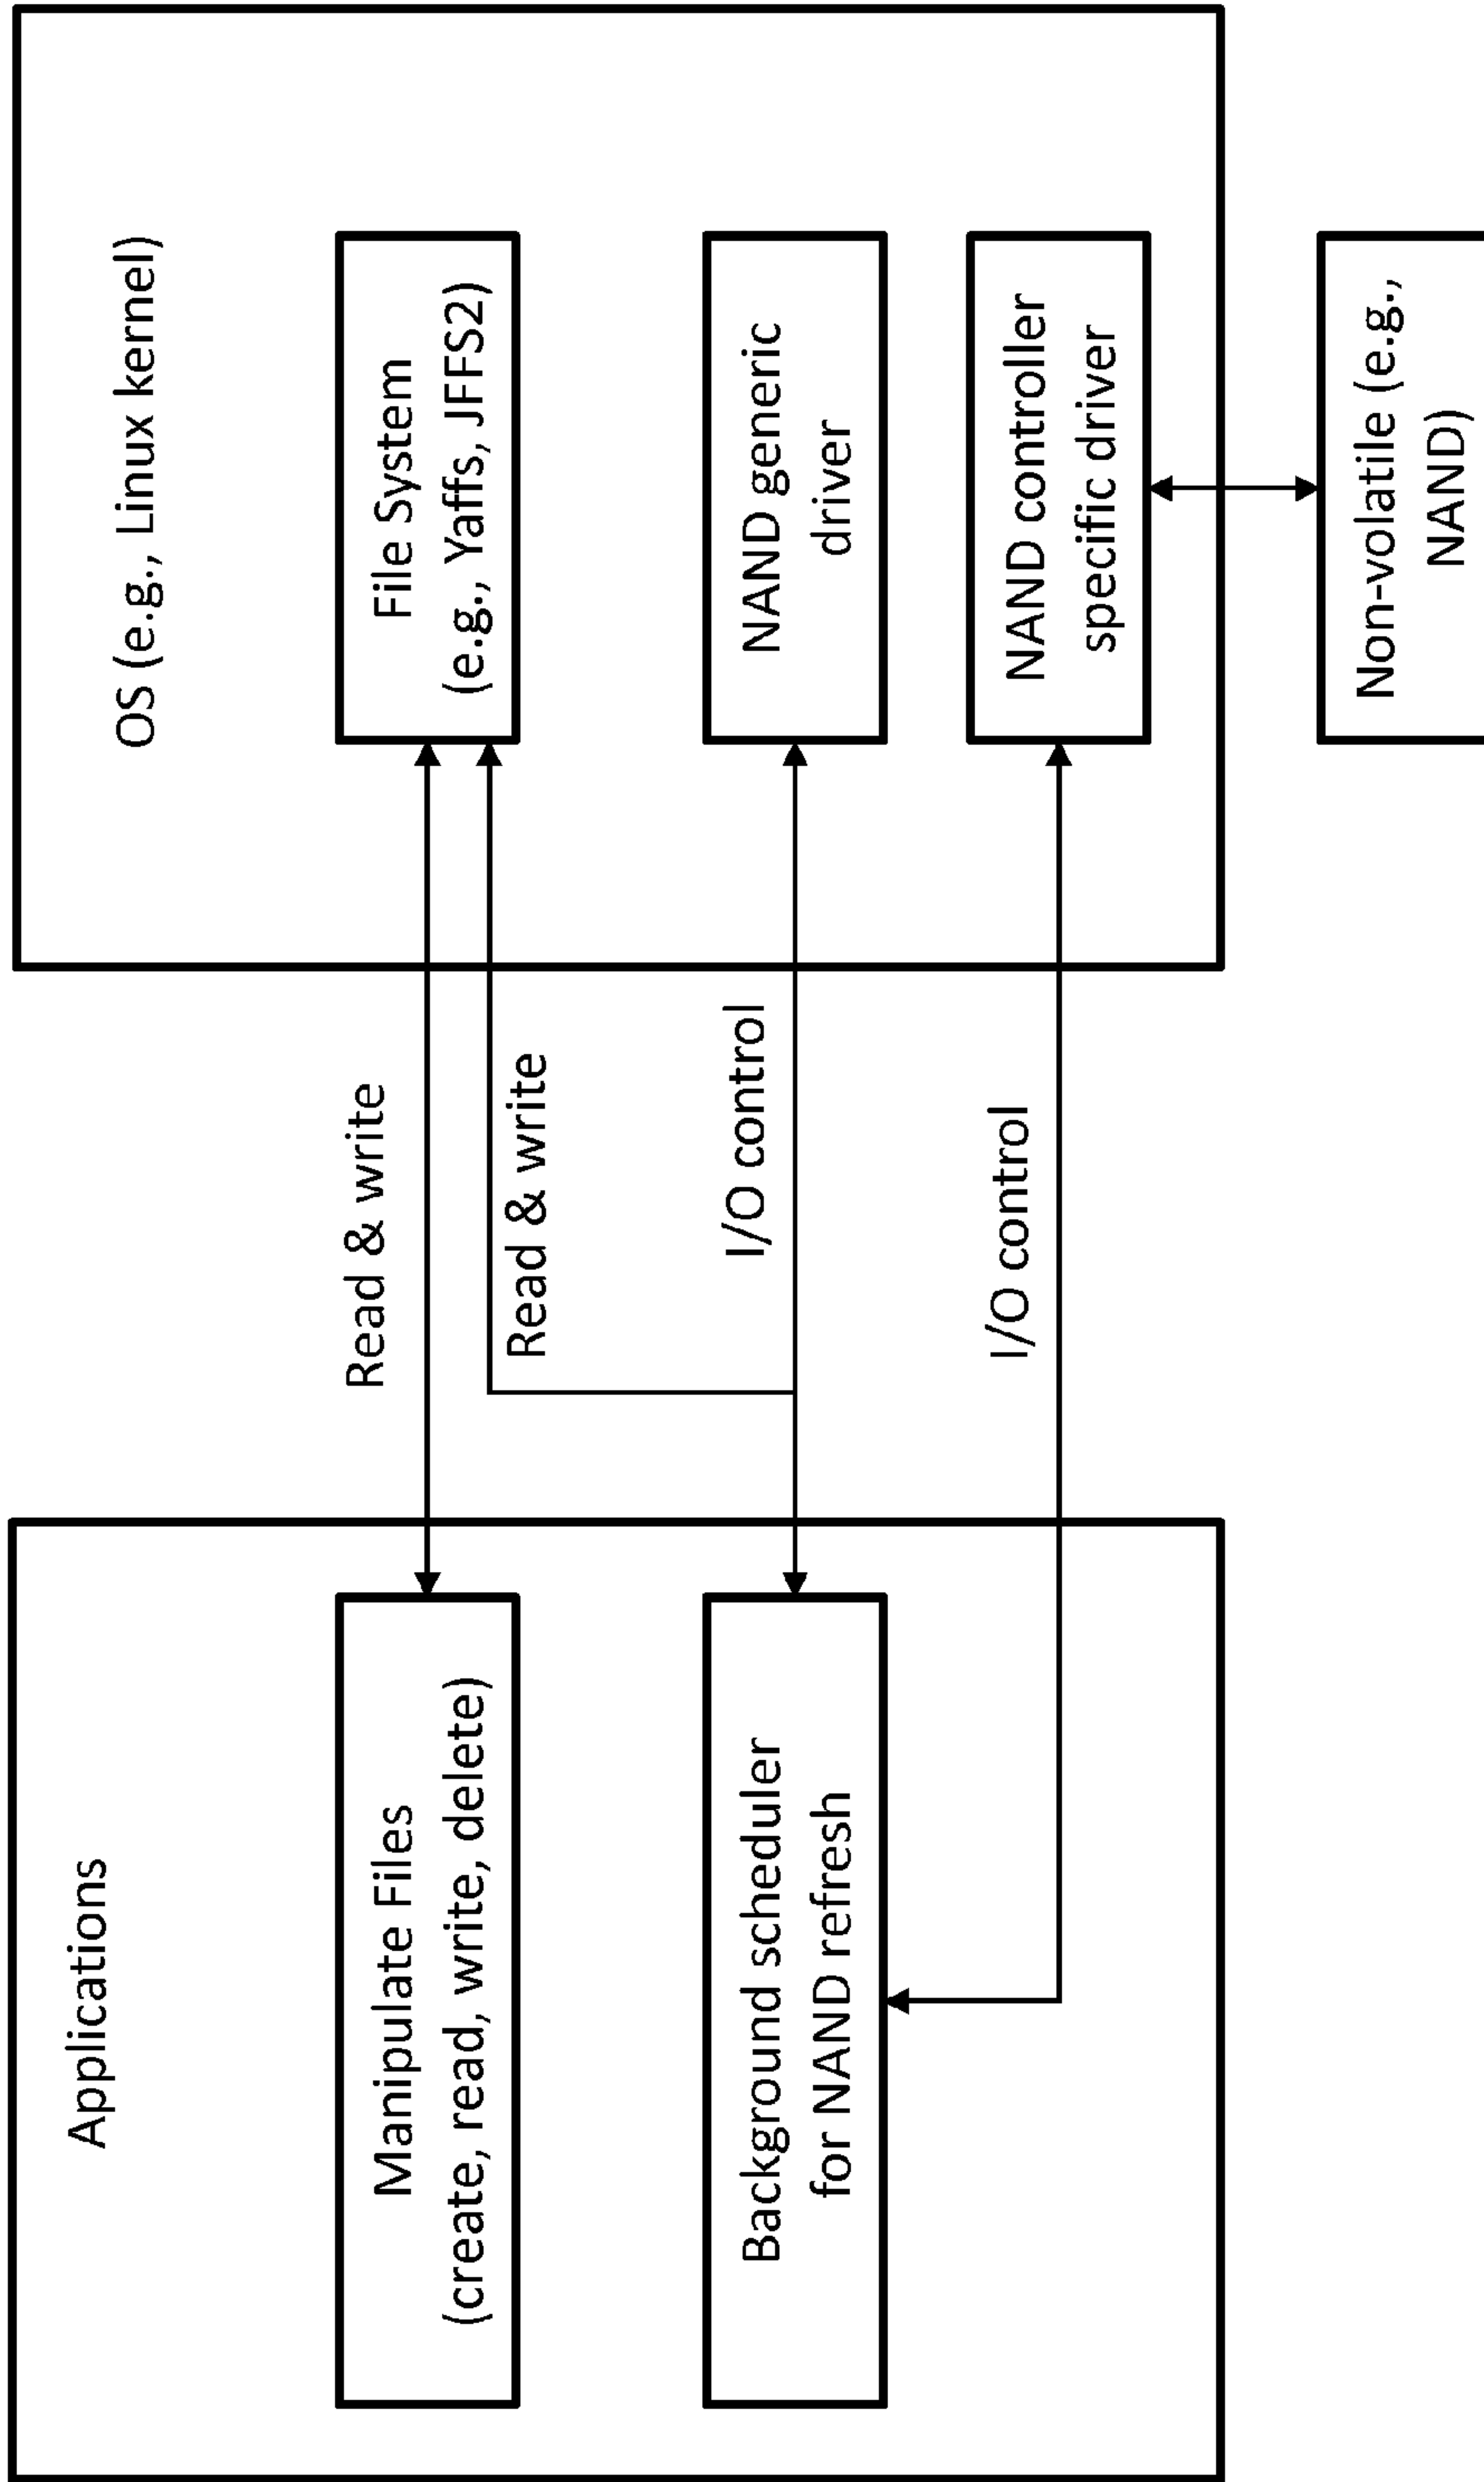 Applications
Manipulate Files
(create, read, write, delete)
Background scheduler
for NAND refresh
Read & write
Read & write
I/O control
I/O control
OS (e.g., Linux kernel)
File System
(e.g., Yaffs, JFFS2)
NAND generic
driver
NAND controller
specific driver
Non-volatile (e.g.,
NAND)